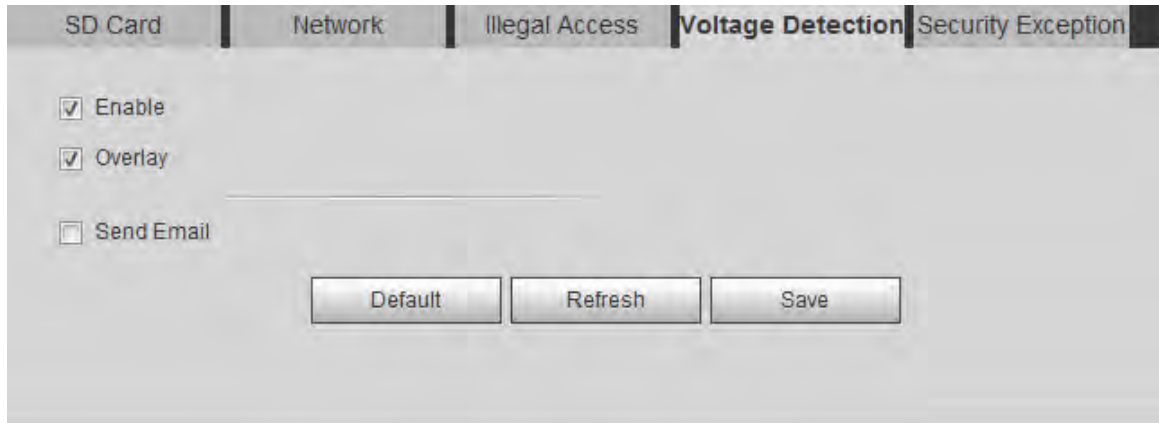 SD Card Network Illegal Access Voltage Detection Security Exception
Enable
Overlay
Send Email
Default Refresh Save